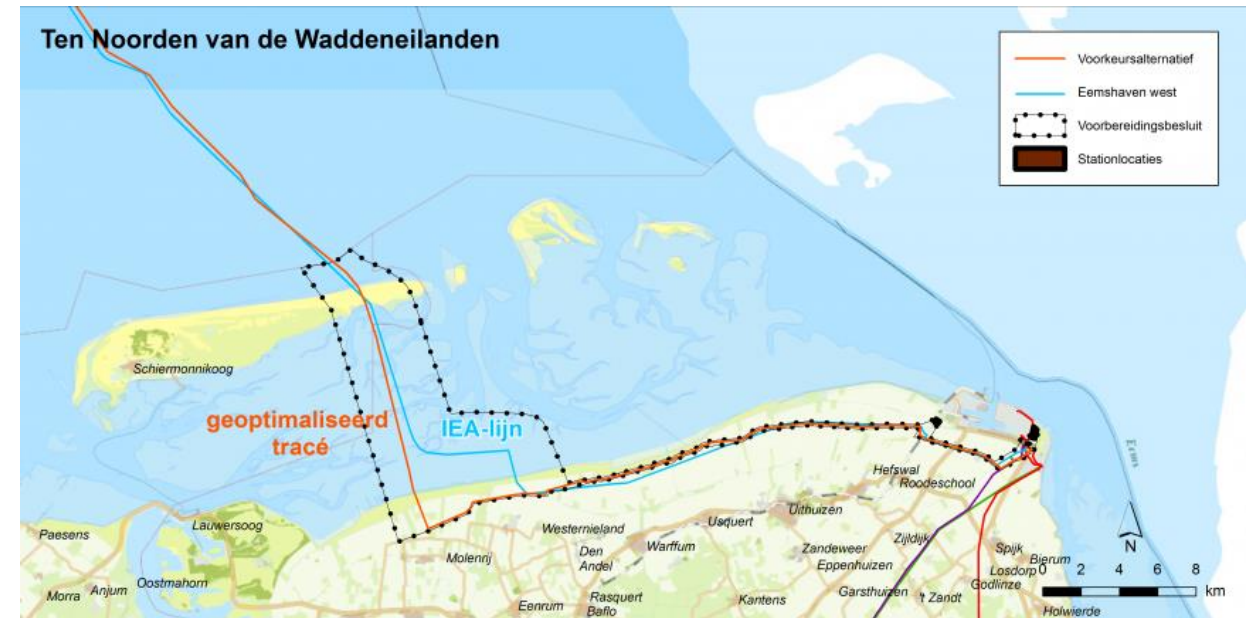 Ten Noorden van de Waddeneilanden
Voorkeursalternatief
Eemshaven west
Voorbereidingsbesluit
Stationlocaties
Schiermonnikoog
geoptimaliseerd
tracé
IEA-lijn
Eems
Hefswal
Roodeschool
Paesens
Lauwersoog
Westernieland
Usquert
Uithuizen
Molenrij
Den
Andel
Warffum
Zandeweer
Eppenhuizen
Zijldijk
Spijk
Bierum
Losdorp
Godlinze
N
0 2 4 6 8
km
Morra
Anjum
Oostmahorn
Eenrum
Rasquert
Baflo
Kantens
Garsthuizen
't Zandt
Holwierde